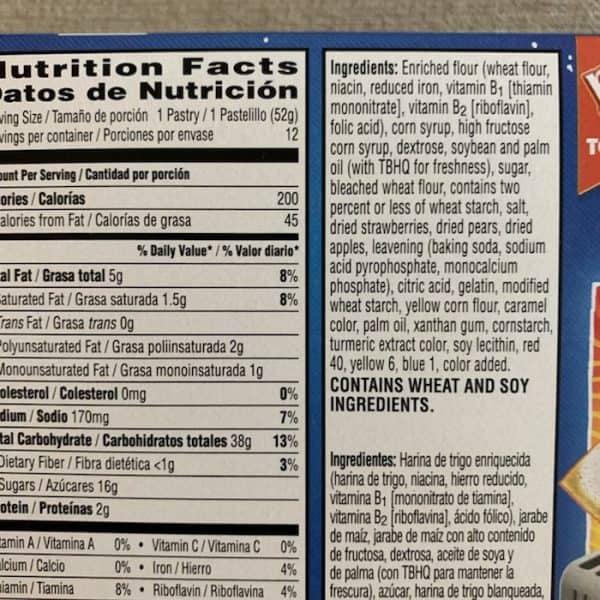 Nutrition Facts
Datos de Nutrición
ving Size / Tamaño de porción 1 Pastry / 1 Pastelillo (52g)
vings per container / Porciones por envase 12
ount Per Serving / Cantidad por porción
ories / Calorías 200
alories from Fat / Calorías de grasa 45
% Daily Value* / % Valor diario*
al Fat / Grasa total 5g 8%
aturated Fat / Grasa saturada 1.5g 8%
Trans Fat / Grasa trans 0g
Polyunsaturated Fat / Grasa poliinsaturada 2g
Monounsaturated Fat / Grasa monoinsaturada 1g
olesterol / Colesterol 0mg 0%
dium / Sodio 170mg 7%
tal Carbohydrate / Carbohidratos totales 38g 13%
Dietary Fiber / Fibra dietética <1g 3%
Sugars / Azúcares 16g
otein / Proteínas 2g
tamin A / Vitamina A 0% • Vitamin C / Vitamina C 0%
alcium / Calcio 0% • Iron / Hierro 4%
iamin / Tiamina 8% • Riboflavin / Riboflavina 4%
Ingredients: Enriched flour (wheat flour,
niacin, reduced iron, vitamin B1 [thiamin
mononitrate], vitamin B2 [riboflavin],
folic acid), corn syrup, high fructose
corn syrup, dextrose, soybean and palm
oil (with TBHQ for freshness), sugar,
bleached wheat flour, contains two
percent or less of wheat starch, salt,
dried strawberries, dried pears, dried
apples, leavening (baking soda, sodium
acid pyrophosphate, monocalcium
phosphate), citric acid, gelatin, modified
wheat starch, yellow corn flour, caramel
color, palm oil, xanthan gum, cornstarch,
turmeric extract color, soy lecithin, red
40, yellow 6, blue 1, color added.
CONTAINS WHEAT AND SOY
INGREDIENTS.
Ingredientes: Harina de trigo enriquecida
(harina de trigo, niacina, hierro reducido,
vitamina B1 [mononitrato de tiamina],
vitamina B2 [riboflavina], ácido fólico), jarabe
de maíz, jarabe de maíz con alto contenido
de fructosa, dextrosa, aceite de soya y
de palma (con TBHQ para mantener la
frescura), azúcar, harina de trigo blanqueada,